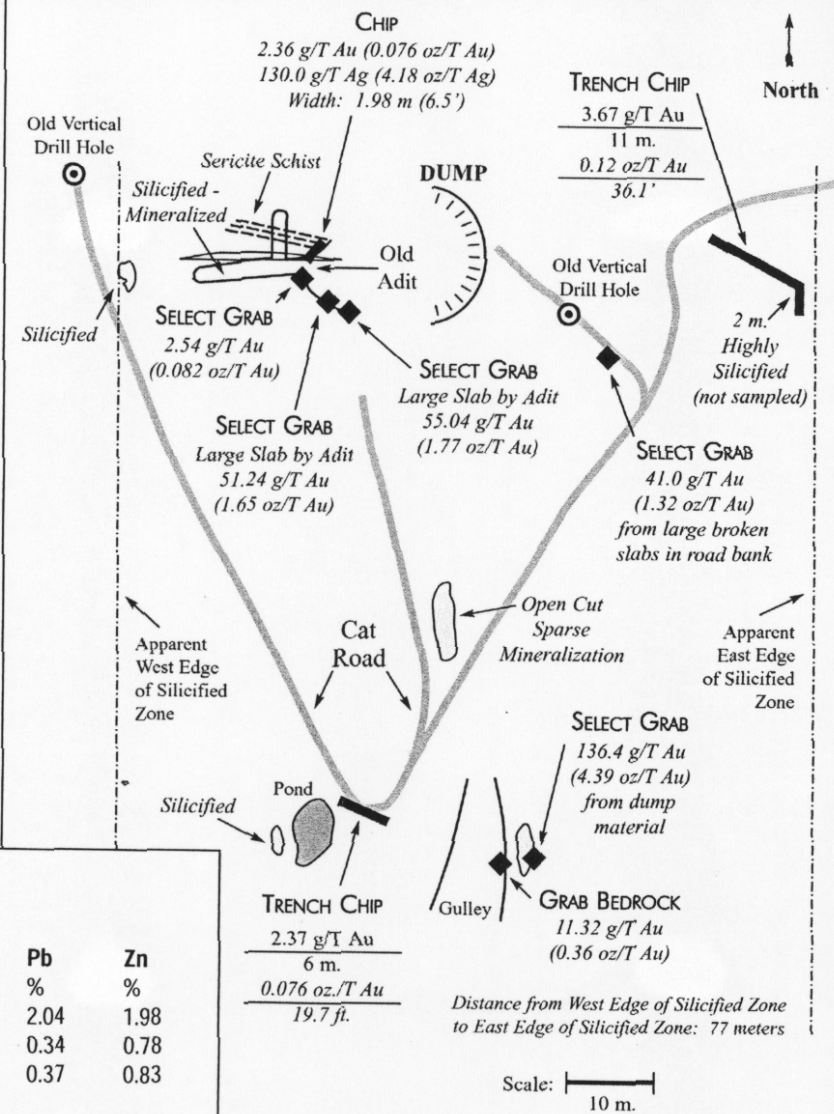 CHIP
2.36 g/T Au (0.076 oz/T Au)
130.0 g/T Ag (4.18 oz/T Ag)
Width: 1.98 m (6.5')
North
TRENCH CHIP
3.67 g/T Au
11 m.
0.12 oz/T Au
36.1'
Old Vertical
Drill Hole
Sericite Schist
Silicified -
Mineralized
DUMP
Old
Adit
Old Vertical
Drill Hole
Silicified
2 m.
Highly
Silicified
(not sampled)
SELECT GRAB
2.54 g/T Au
(0.082 oz/T Au)
SELECT GRAB
Large Slab by Adit
55.04 g/T Au
(1.77 oz/T Au)
SELECT GRAB
Large Slab by Adit
51.24 g/T Au
(1.65 oz/T Au)
SELECT GRAB
41.0 g/T Au
(1.32 oz/T Au)
from large broken
slabs in road bank
Open Cut
Sparse
Mineralization
Apparent
West Edge
of Silicified
Zone
Cat
Road
Apparent
East Edge
of Silicified
Zone
SELECT GRAB
136.4 g/T Au
(4.39 oz/T Au)
from dump
material
Pond
Silicified
Gulley
GRAB BEDROCK
11.32 g/T Au
(0.36 oz/T Au)
TRENCH CHIP
2.37 g/T Au
6 m.
0.076 oz./T Au
19.7 ft.
Pb Zn
% %
2.04 1.98
0.34 0.78
0.37 0.83
Distance from West Edge of Silicified Zone
to East Edge of Silicified Zone: 77 meters
Scale:
10 m.